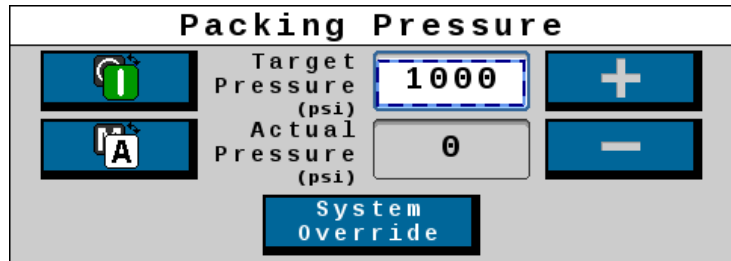 Packing Pressure
Target
Pressure
(psi)
1000
+
Actual
Pressure
(psi)
0
−
M
A
System
Override